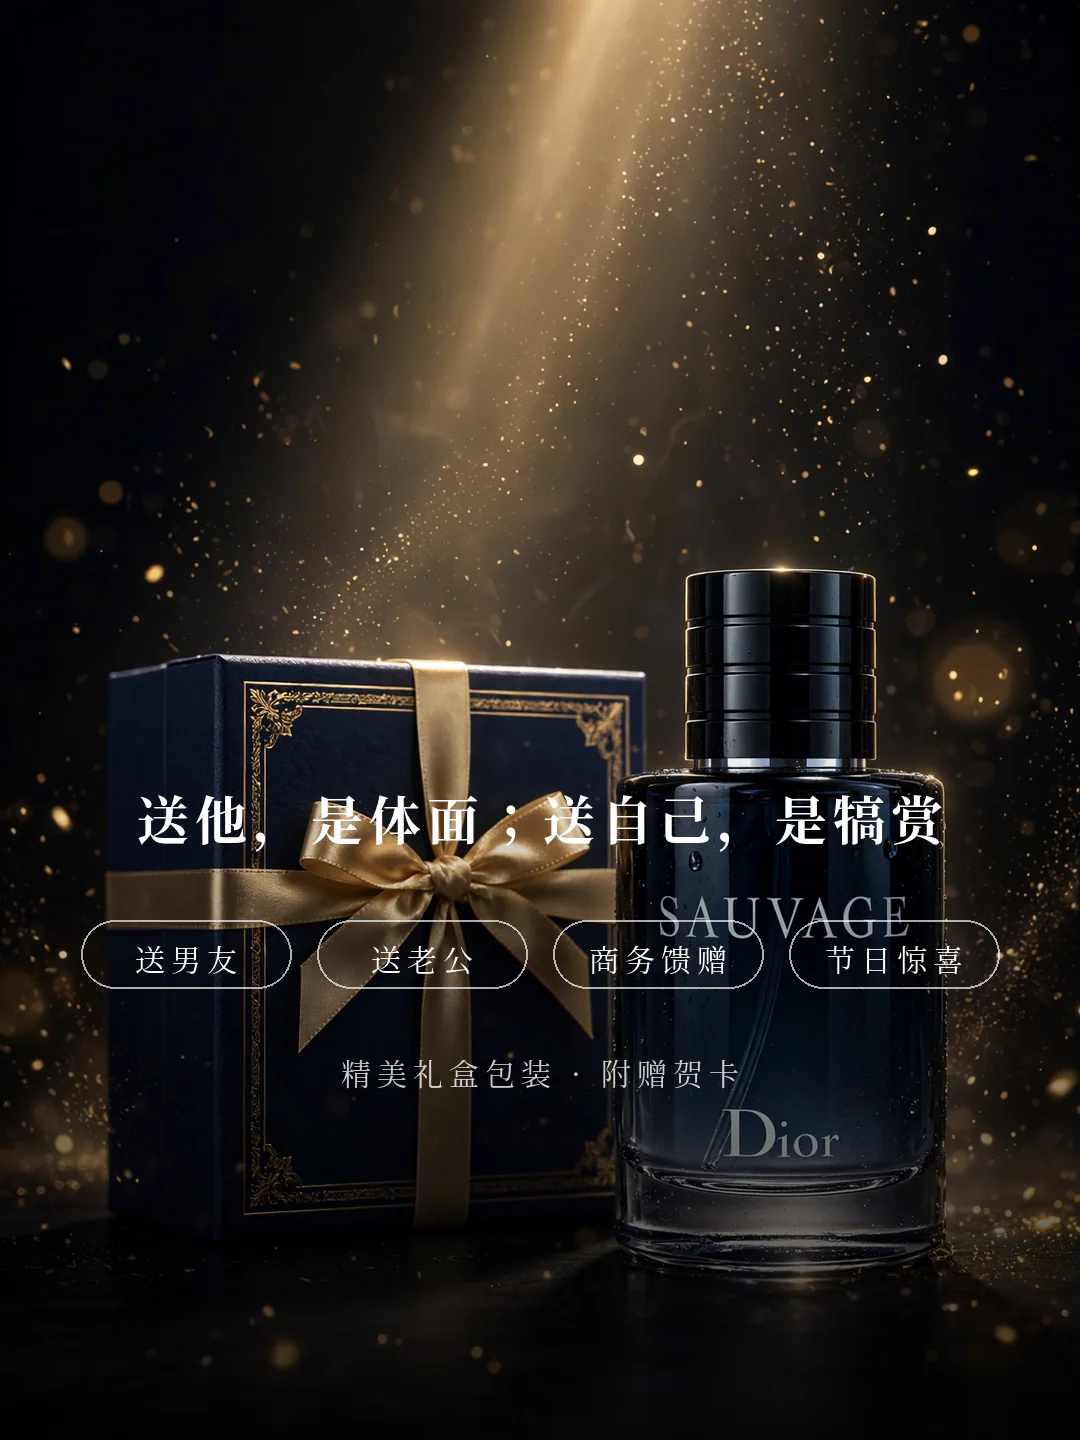 送他，是体面；送自己，是犒赏
SAUVAGE
送男友
送老公
商务馈赠
节日惊喜
精美礼盒包装 · 附赠贺卡
Dior